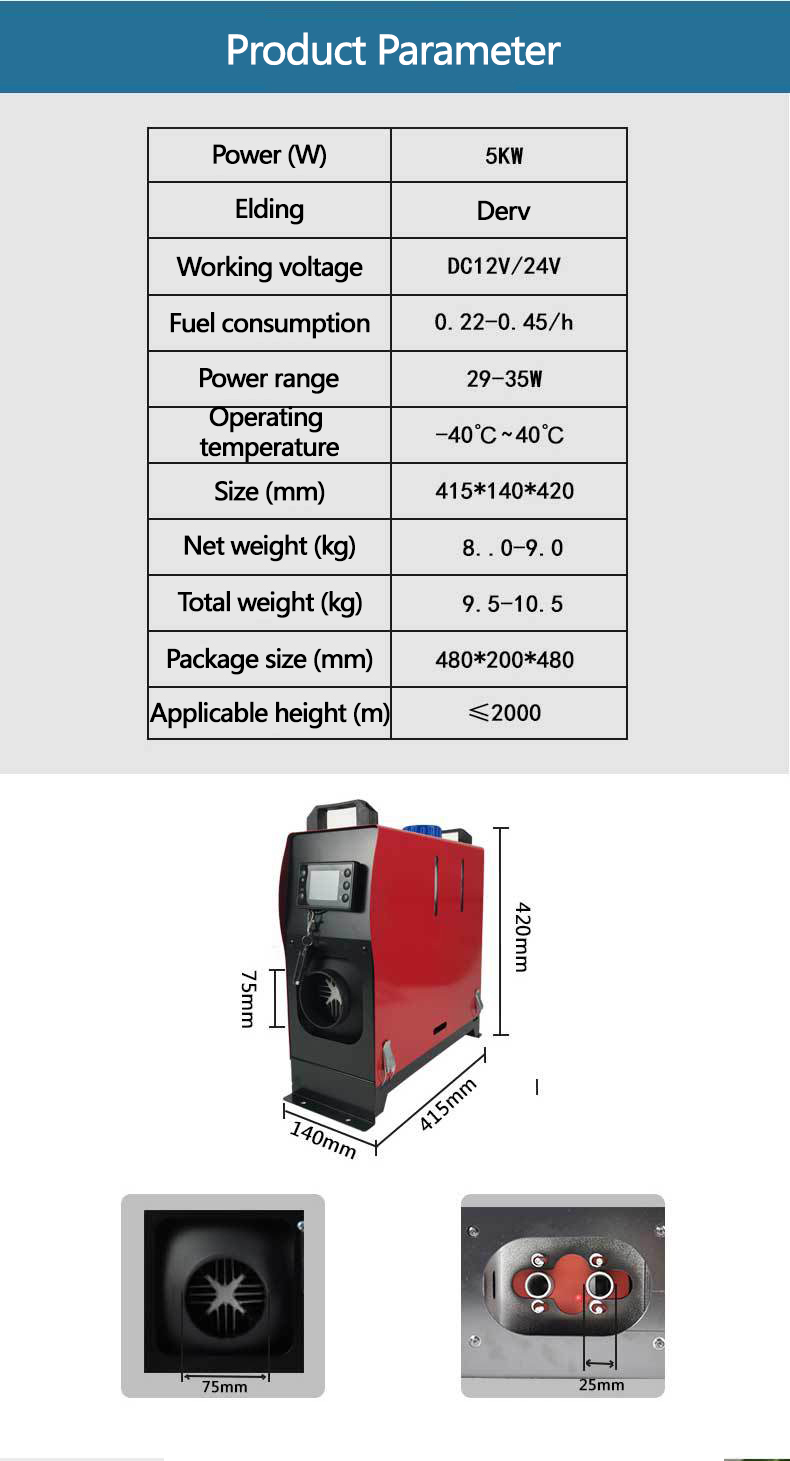 Product Parameter
Power (W) 5KW
Elding Derv
Working voltage DC12V/24V
Fuel consumption 0.22-0.45/h
Power range 29-35W
Operating
temperature -40℃~40℃
Size (mm) 415*140*420
Net weight (kg) 8..0-9.0
Total weight (kg) 9.5-10.5
Package size (mm) 480*200*480
Applicable height (m) ≤2000
420mm
75mm
415mm
140mm
75mm
25mm